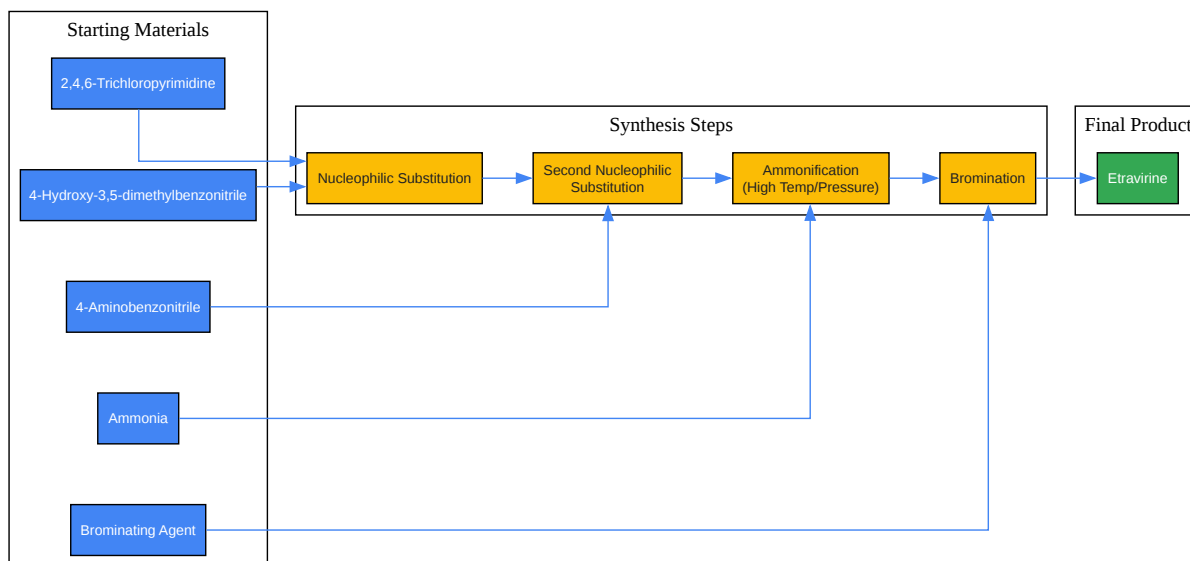 Starting Materials
2,4,6-Trichloropyrimidine
4-Hydroxy-3,5-dimethylbenzonitrile
4-Aminobenzonitrile
Ammonia
Brominating Agent
Synthesis Steps
Nucleophilic Substitution
Second Nucleophilic
Substitution
Ammonification
(High Temp/Pressure)
Bromination
Final Product
Etravirine